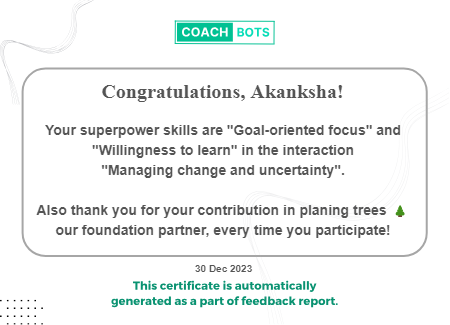 COACH BOTS
Congratulations, Akanksha!
Your superpower skills are "Goal-oriented focus" and
"Willingness to learn" in the interaction
"Managing change and uncertainty".
Also thank you for your contribution in planing trees 🌲
our foundation partner, every time you participate!
30 Dec 2023
This certificate is automatically
generated as a part of feedback report.